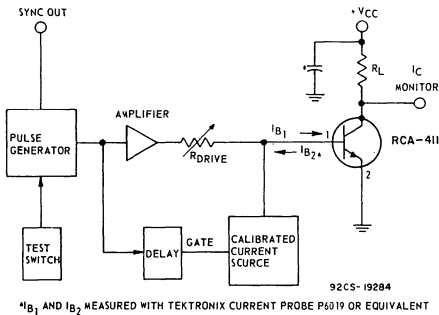 SYNC OUT
+VCC
RL
IC
MONITOR
*
AMPLIFIER
PULSE
GENERATOR
RDRIVE
IB1
1
IB2*
RCA-411
2
TEST
SWITCH
DELAY
GATE
CALIBRATED
CURRENT
SOURCE
92CS-19284
*IB1 AND IB2 MEASURED WITH TEKTRONIX CURRENT PROBE P6019 OR EQUIVALENT